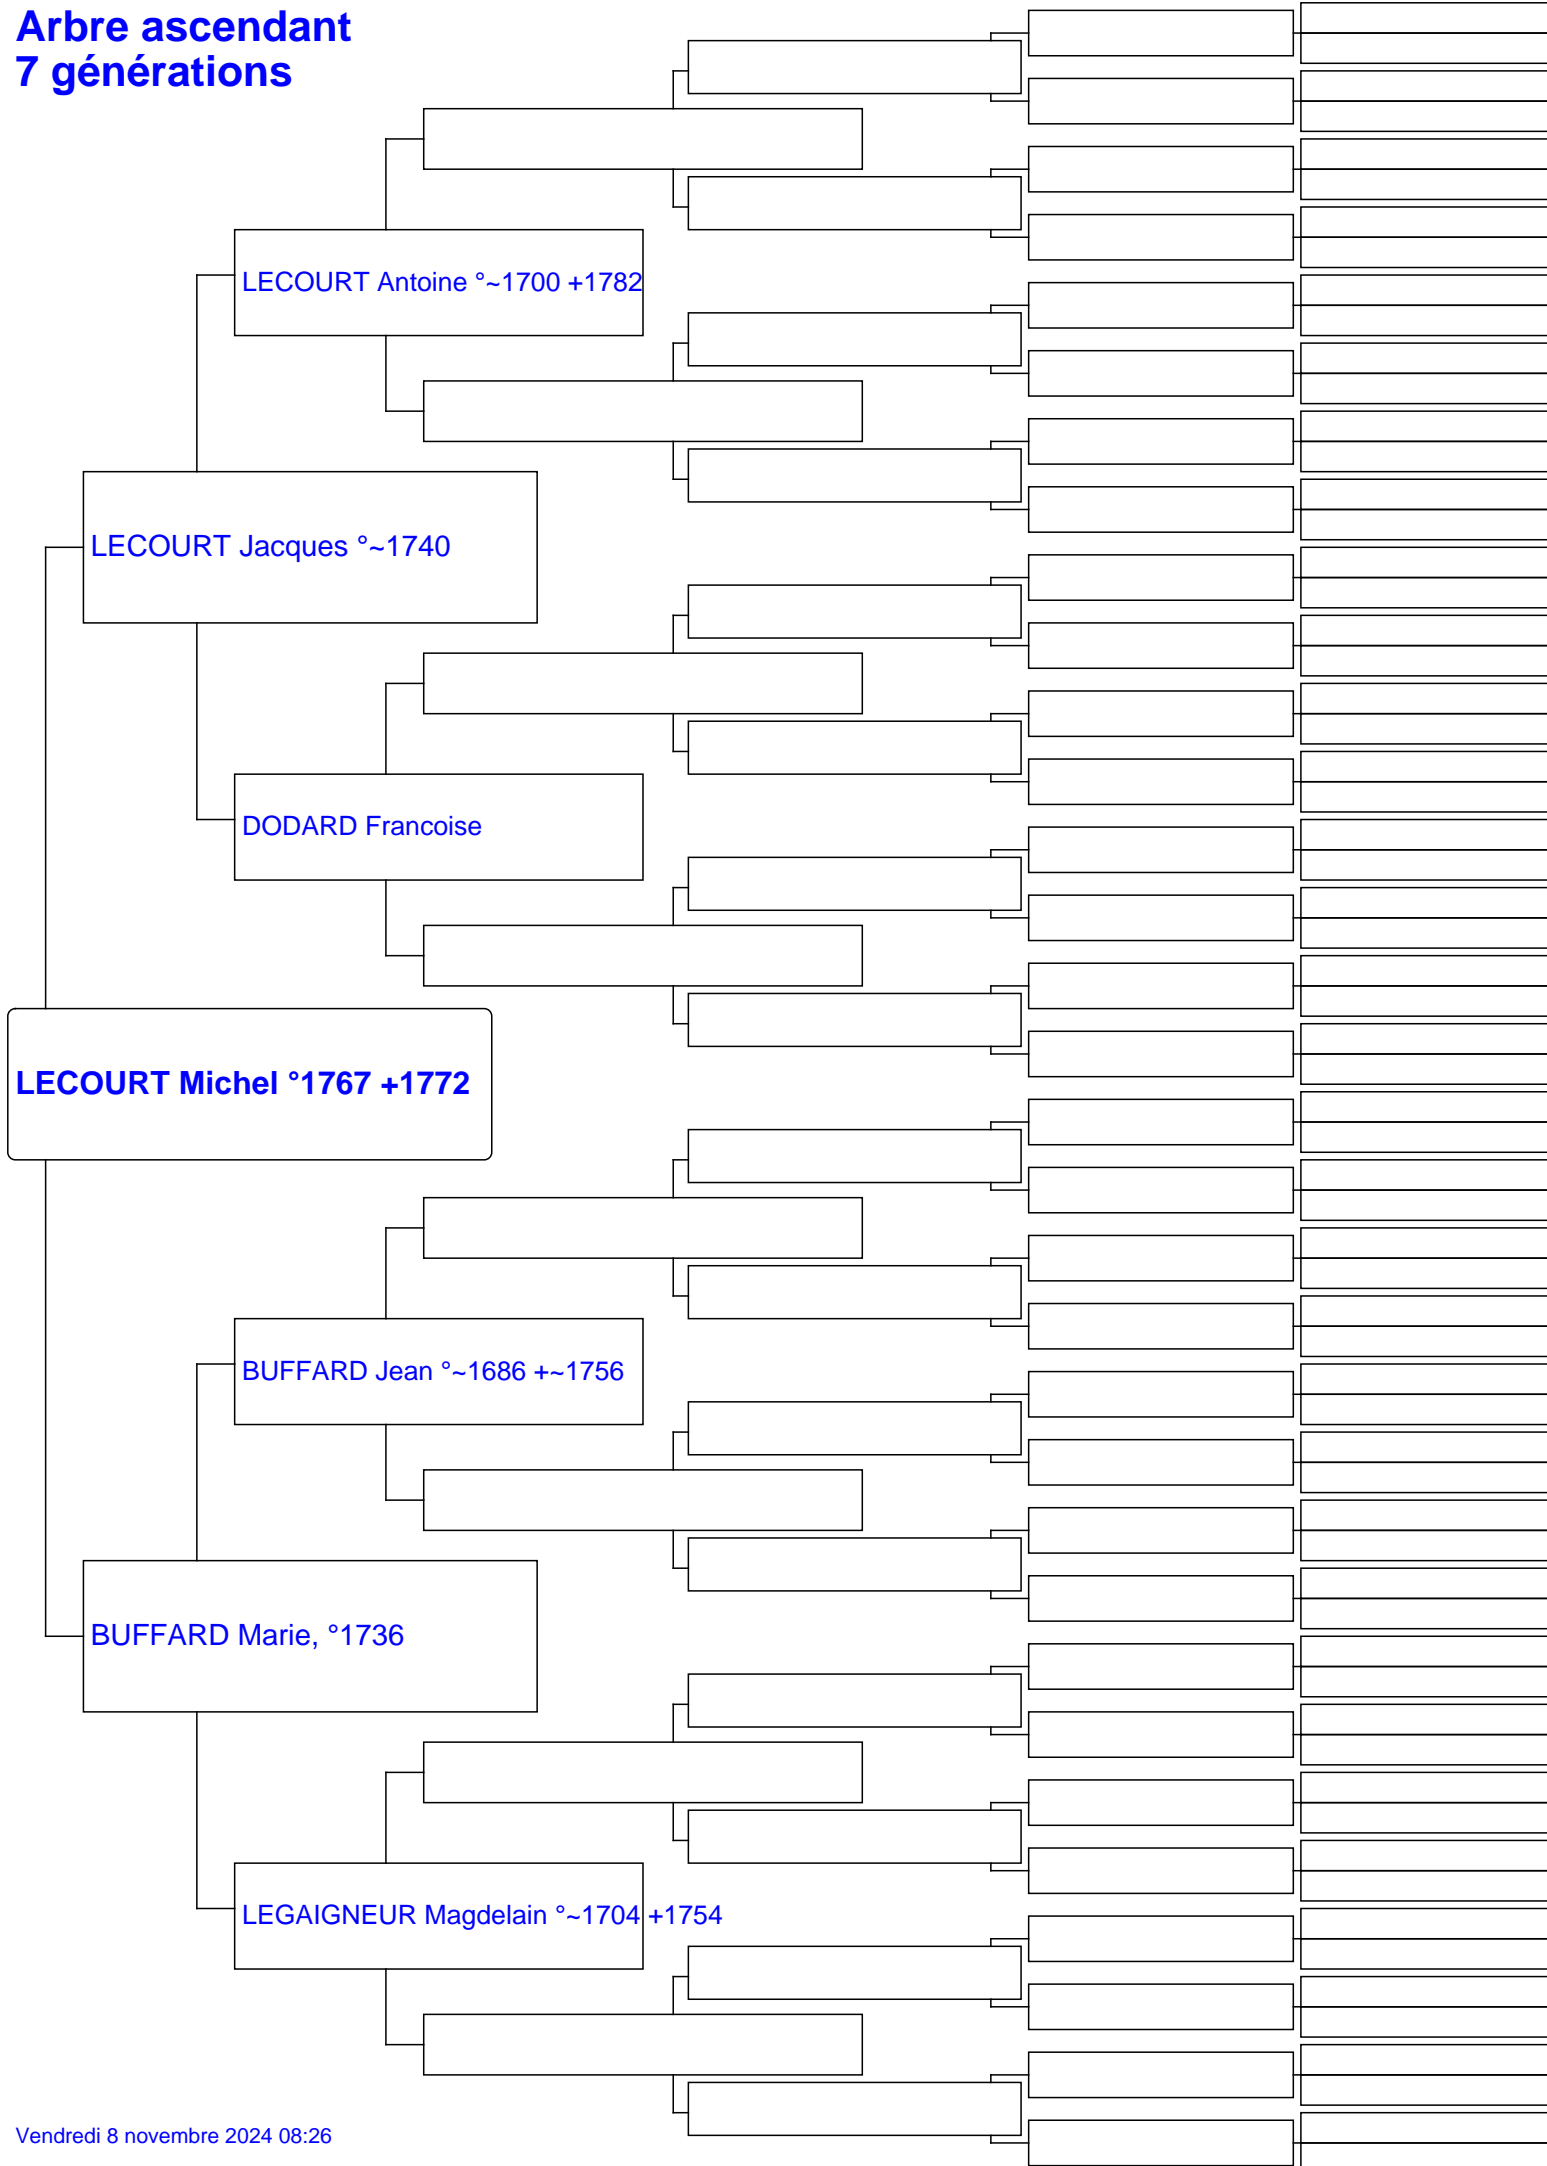 Arbre ascendant
7 générations
LECOURT Antoine °~1700 +1782
LECOURT Jacques °~1740
DODARD Francoise
LECOURT Michel °1767 +1772
BUFFARD Jean °~1686 +~1756
BUFFARD Marie, °1736
LEGAIGNEUR Magdelain °~1704 +1754
Vendredi 8 novembre 2024 08:26